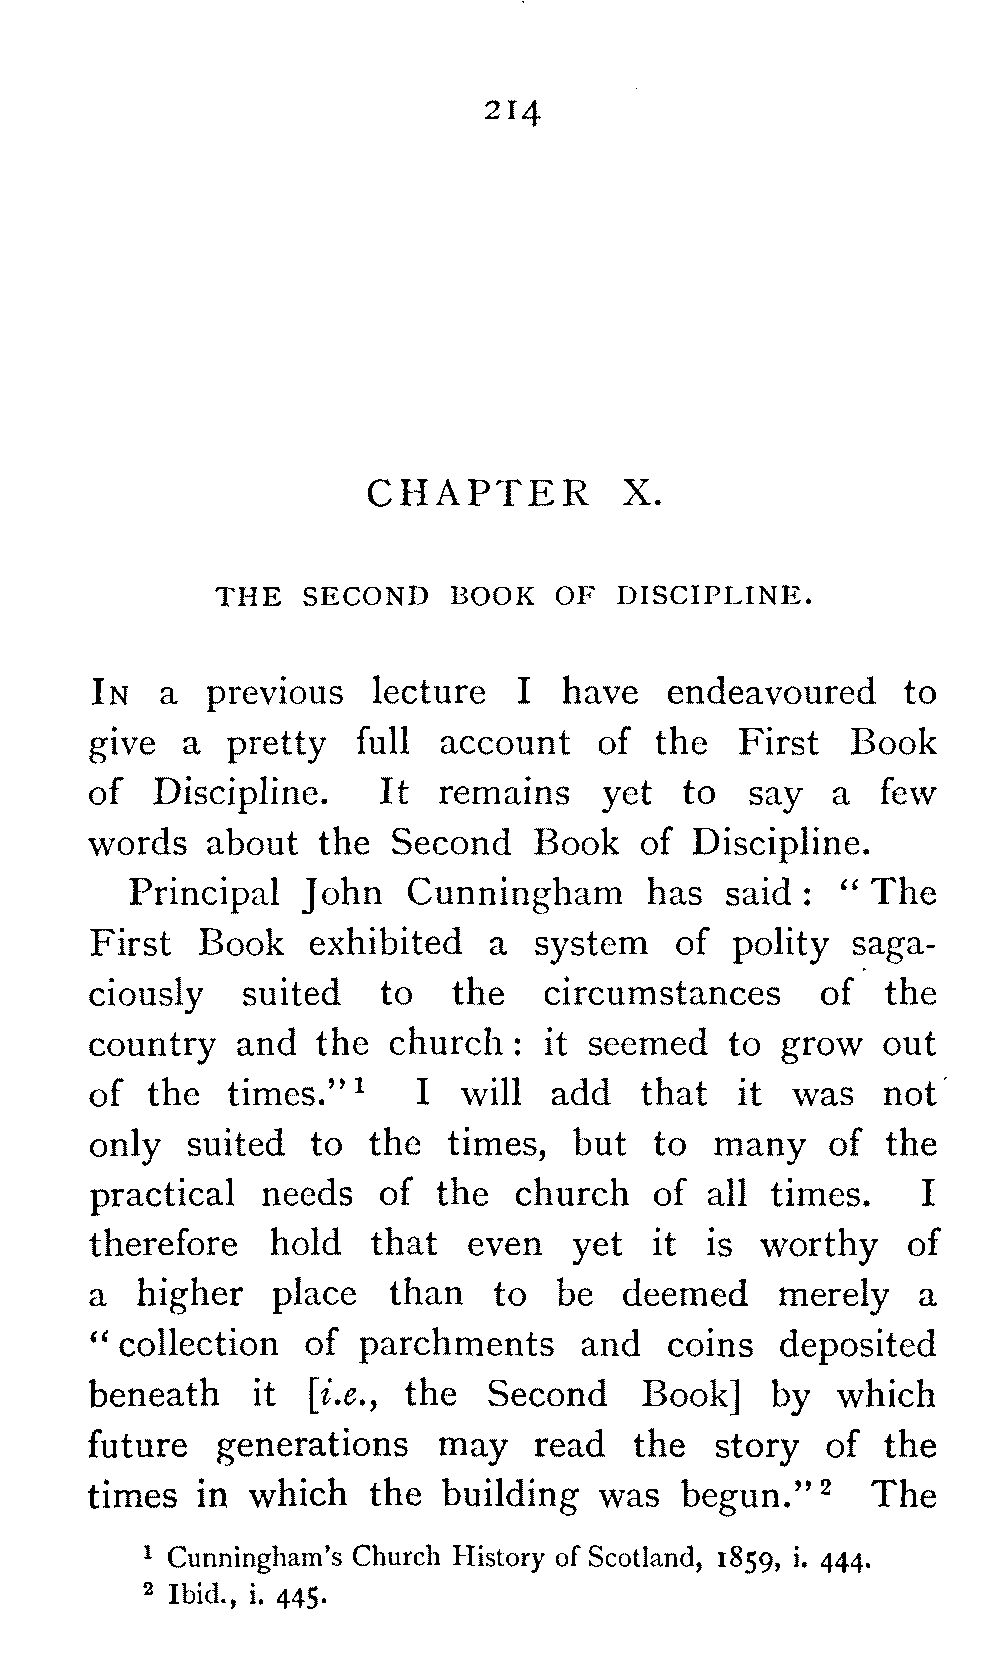 214
CHAPTER X.
THE SECOND BOOK OF DISCIPLINE.
IN a previous lecture I have endeavoured to
give a pretty full account of the First Book
of Discipline. It remains yet to say a few
words about the Second Book of Discipline.
Principal John Cunningham has said : “ The
First Book exhibited a system of polity saga-
ciously suited to the circumstances of the
country and the church : it seemed to grow out
of the times.” ¹ I will add that it was not
only suited to the times, but to many of the
practical needs of the church of all times. I
therefore hold that even yet it is worthy of
a higher place than to be deemed merely a
“ collection of parchments and coins deposited
beneath it [i.e., the Second Book] by which
future generations may read the story of the
times in which the building was begun.” ² The
¹ Cunningham’s Church History of Scotland, 1859, i. 444.
² Ibid., i. 445.